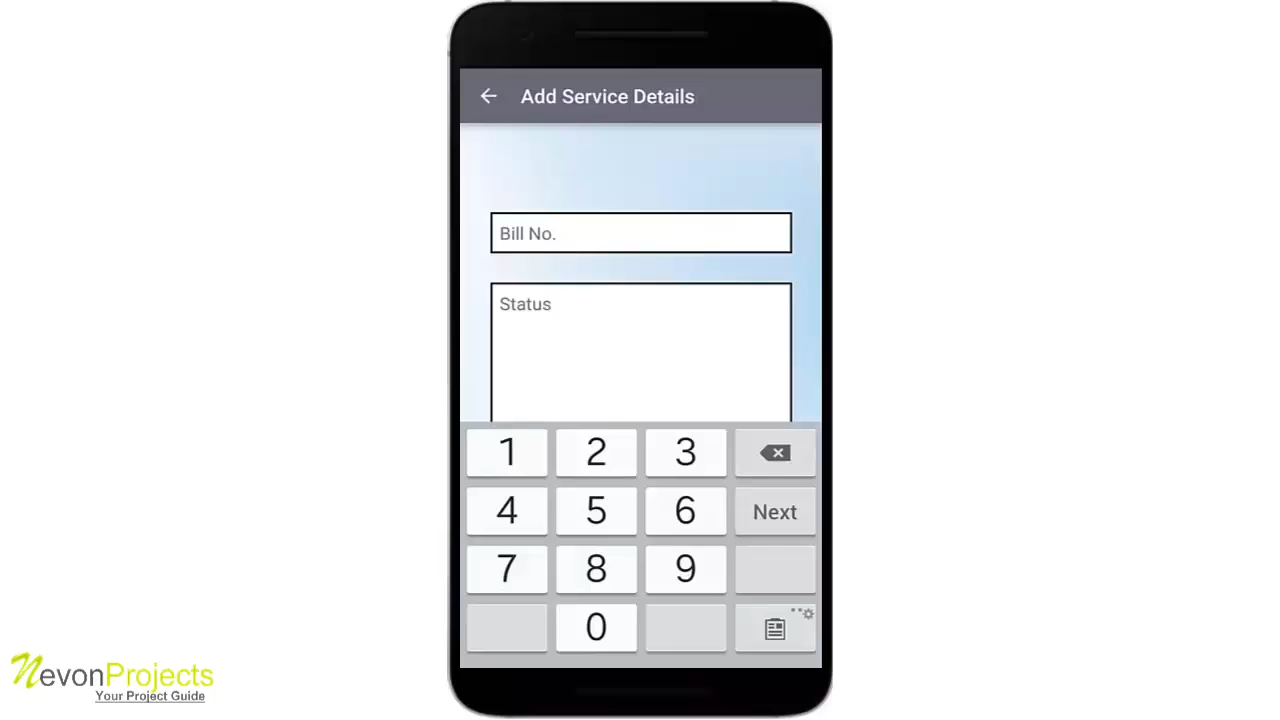 Add Service Details
Bill No.
Status
1 2 3
4 5 6 Next
7 8 9
0
NevonProjects
Your Project Guide